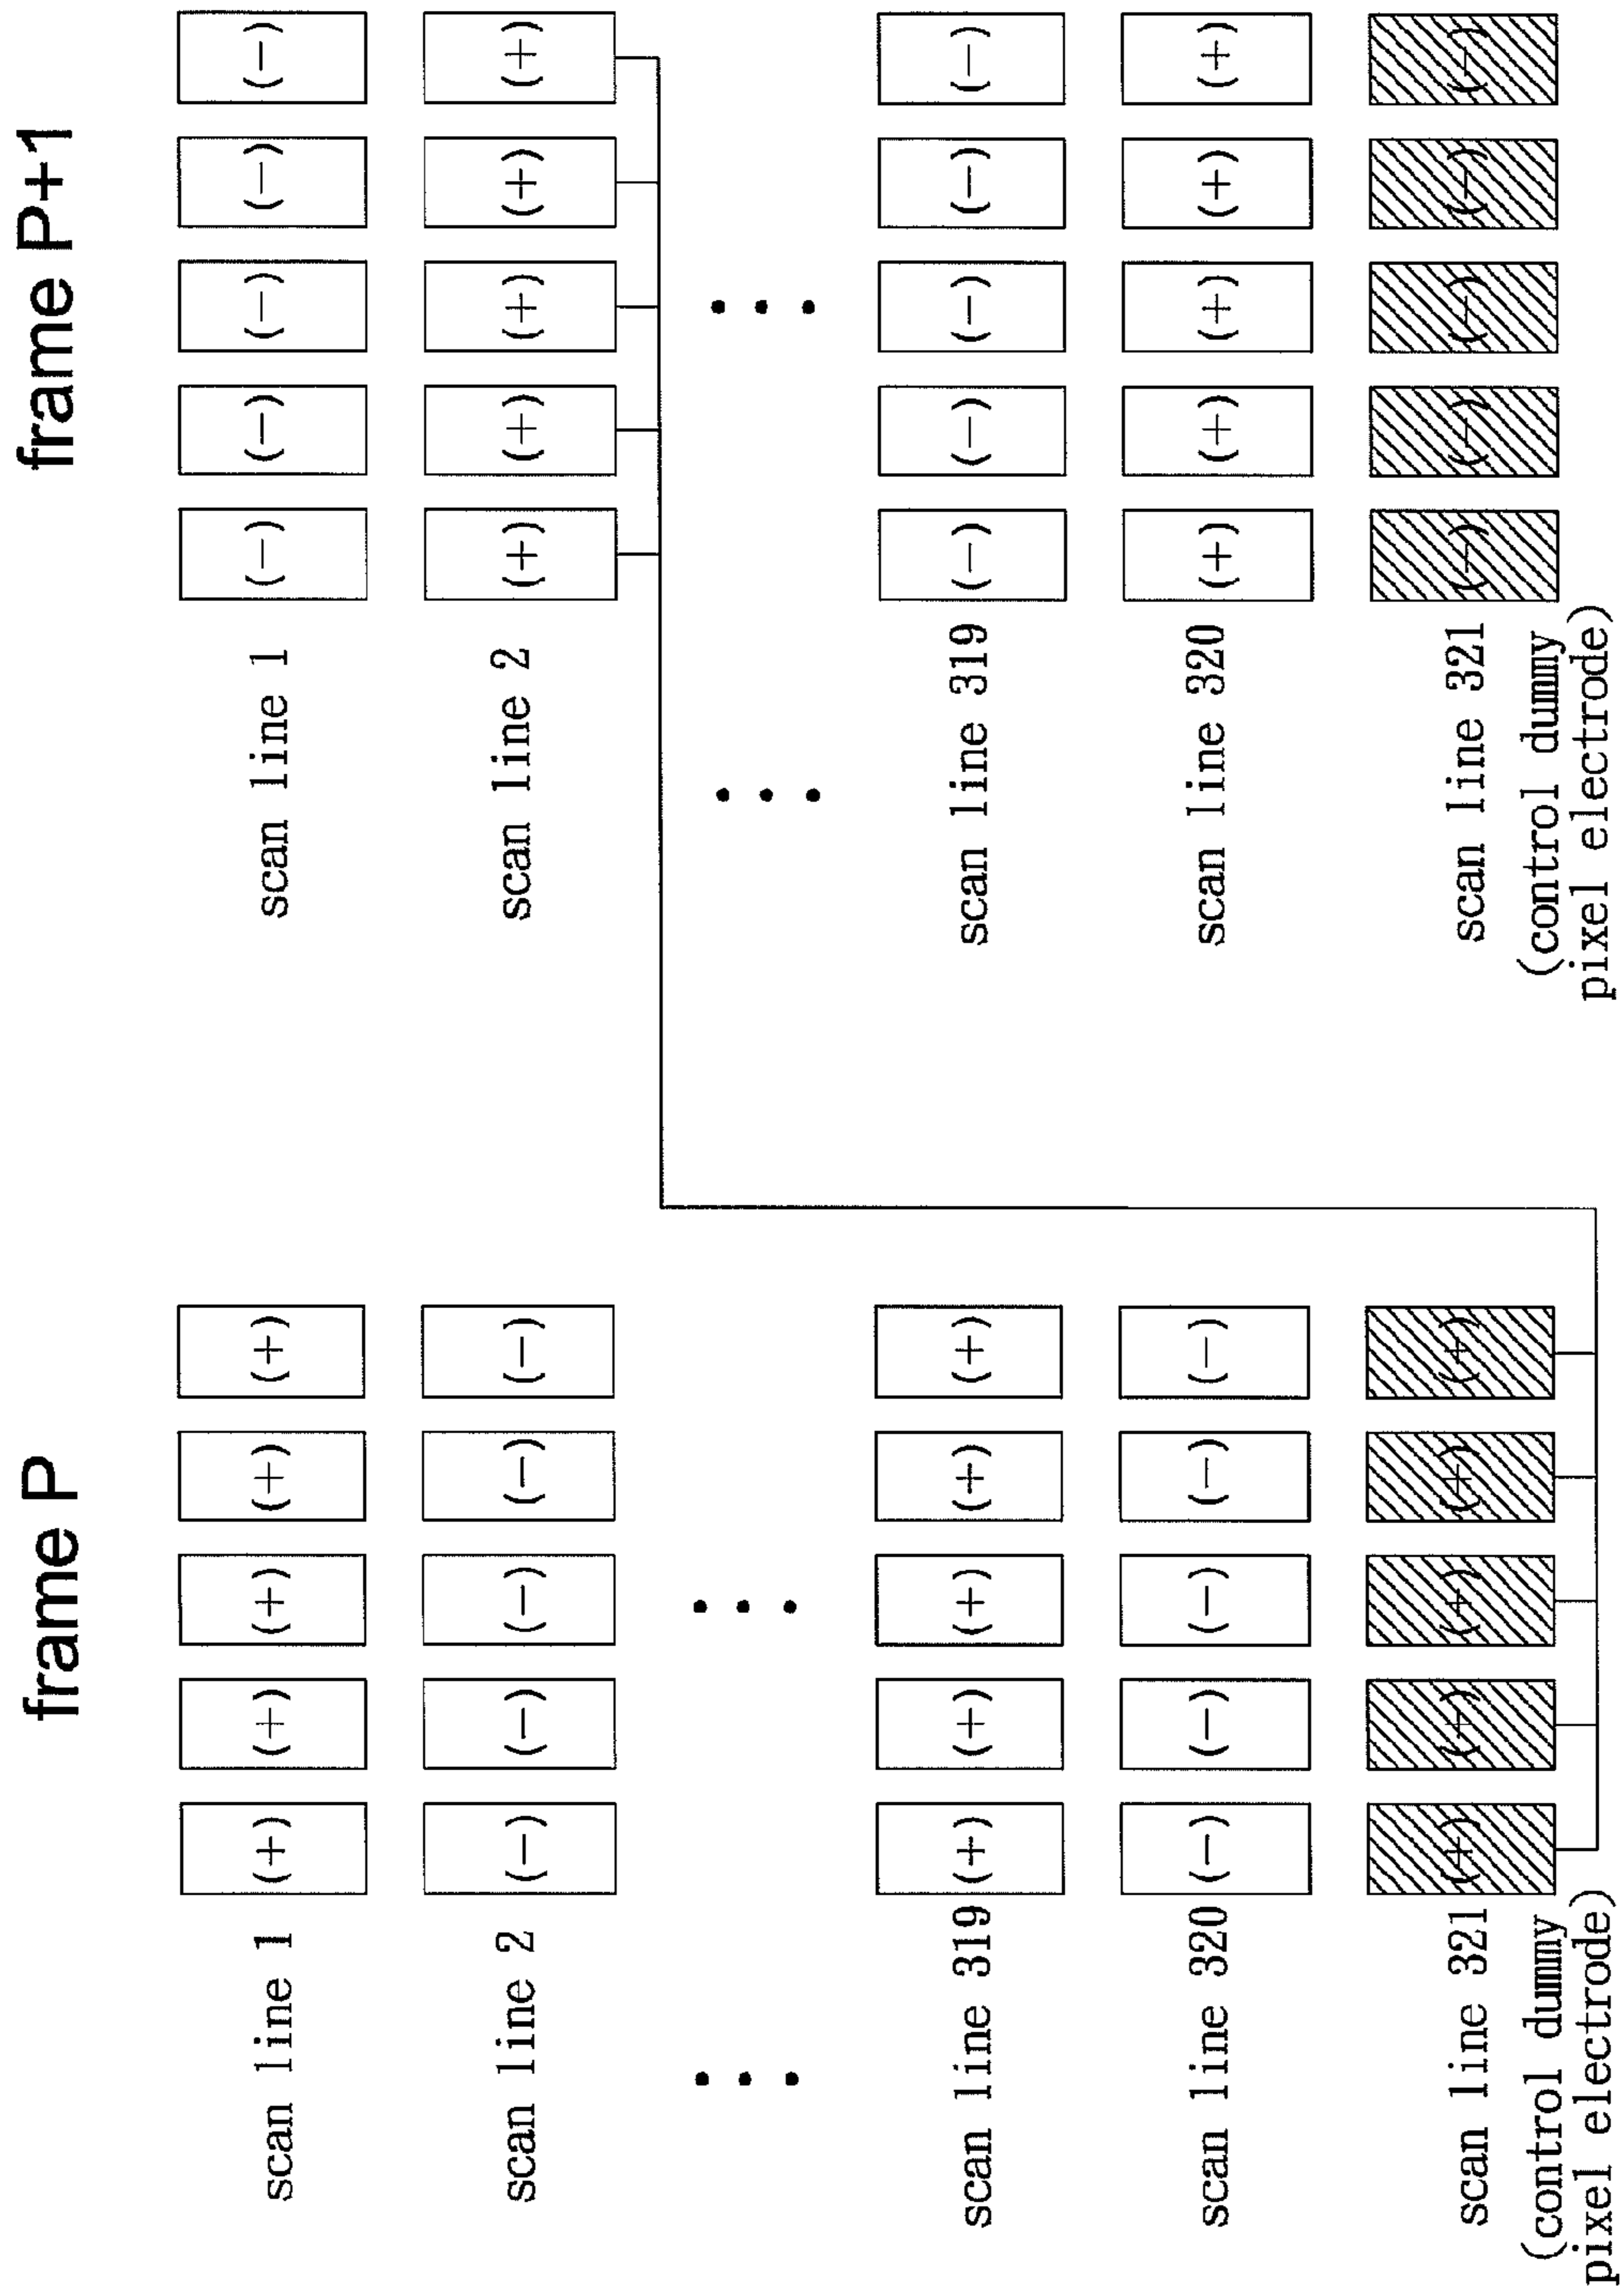 frame P
scan line 1 (+) (+) (+) (+) (+)
scan line 2 (−) (−) (−) (−) (−)
scan line 319 (+) (+) (+) (+) (+)
scan line 320 (−) (−) (−) (−) (−)
scan line 321 (+) (+) (+) (+) (+)
(control dummy
pixel electrode)
frame P+1
scan line 1 (−) (−) (−) (−) (−)
scan line 2 (+) (+) (+) (+) (+)
scan line 319 (−) (−) (−) (−) (−)
scan line 320 (+) (+) (+) (+) (+)
scan line 321 (−) (−) (−) (−) (−)
(control dummy
pixel electrode)